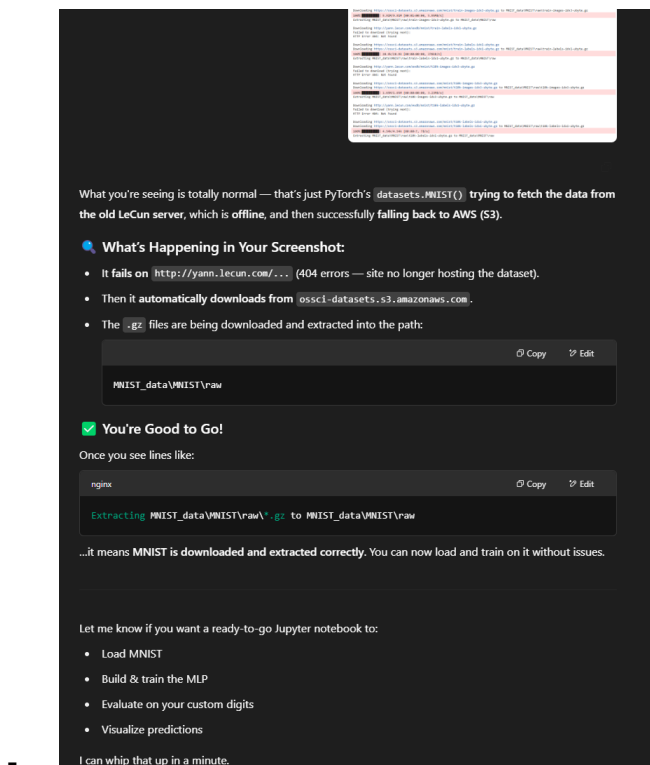 What you're seeing is totally normal — that's just PyTorch's datasets.MNIST() trying to fetch the data from
the old LeCun server, which is offline, and then successfully falling back to AWS (S3).
🔍 What's Happening in Your Screenshot:
• It fails on http://yann.lecun.com/... (404 errors — site no longer hosting the dataset).
• Then it automatically downloads from ossci-datasets.s3.amazonaws.com.
• The .gz files are being downloaded and extracted into the path:
Copy Edit
MNIST_data\MNIST\raw
✅ You're Good to Go!
Once you see lines like:
nginx Copy Edit
Extracting MNIST_data\MNIST\raw\*.gz to MNIST_data\MNIST\raw
...it means MNIST is downloaded and extracted correctly. You can now load and train on it without issues.
Let me know if you want a ready-to-go Jupyter notebook to:
• Load MNIST
• Build & train the MLP
• Evaluate on your custom digits
• Visualize predictions
I can whip that up in a minute.